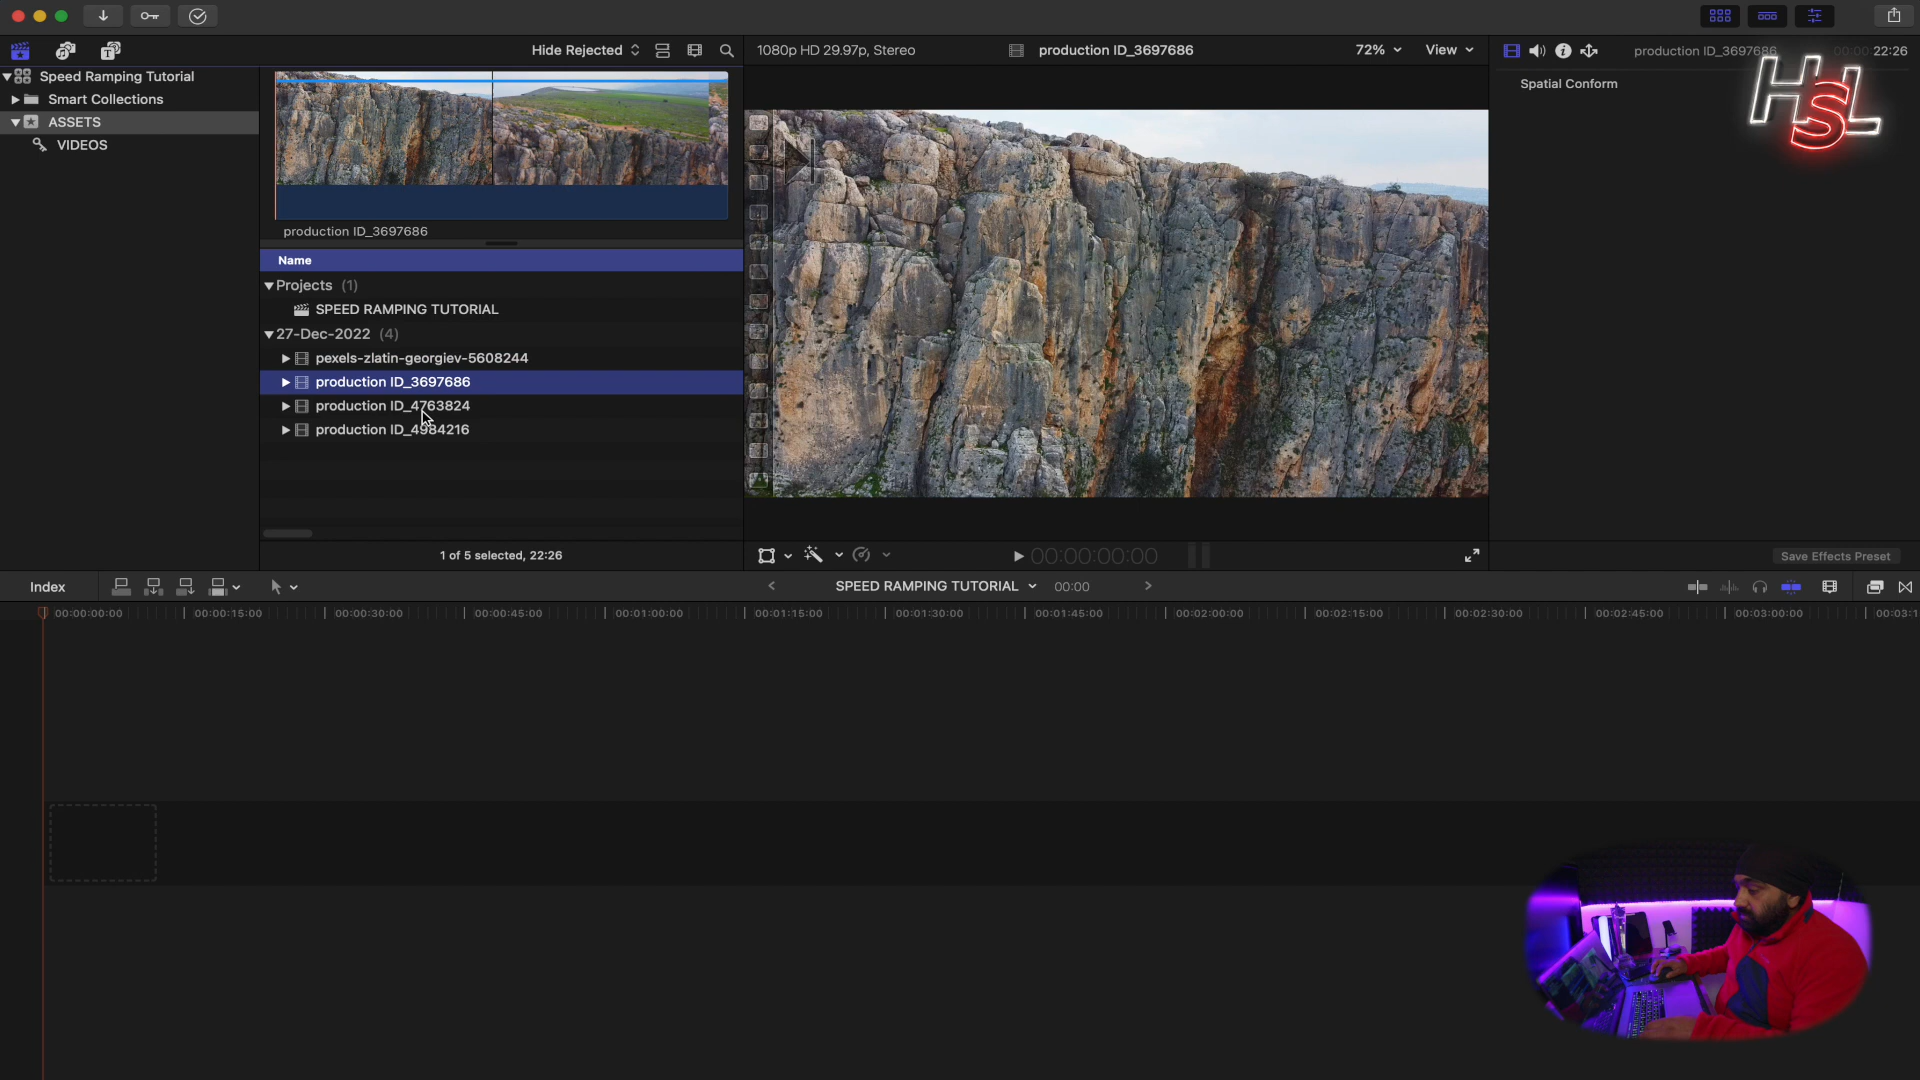 Hide Rejected
1080p HD 29.97p, Stereo
production ID_3697686
72%
View
production ID_3697686
22:26
Speed Ramping Tutorial
Smart Collections
ASSETS
VIDEOS
Spatial Conform
HSL
production ID_3697686
Name
Projects (1)
SPEED RAMPING TUTORIAL
27-Dec-2022 (4)
pexels-zlatin-georgiev-5608244
production ID_3697686
production ID_4763824
production ID_4984216
1 of 5 selected, 22:26
00:00:00:00
Save Effects Preset
Index
SPEED RAMPING TUTORIAL
00:00
00:00:00:00
00:00:15:00
00:00:30:00
00:00:45:00
00:01:00:00
00:01:15:00
00:01:30:00
00:01:45:00
00:02:00:00
00:02:15:00
00:02:30:00
00:02:45:00
00:03:00:00
00:03:1